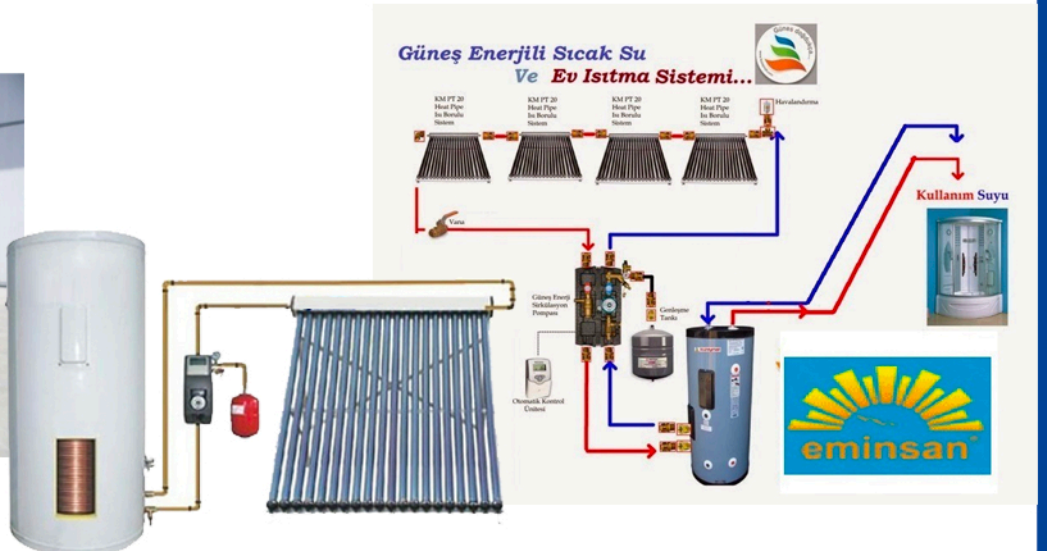 Güneş Enerjili Sıcak Su
Ve Ev Isıtma Sistemi...
Güneş doğdukça...
KM PT 20
Heat Pipe
Isı Borulu
Sistem
KM PT 20
Heat Pipe
Isı Borulu
Sistem
KM PT 20
Heat Pipe
Isı Borulu
Sistem
KM PT 20
Heat Pipe
Isı Borulu
Sistem
Havalandırma
Vana
Kullanım Suyu
Güneş Enerji
Sirkülasyon
Pompası
Genleşme
Tankı
Otomatik Kontrol
Ünitesi
eminsan